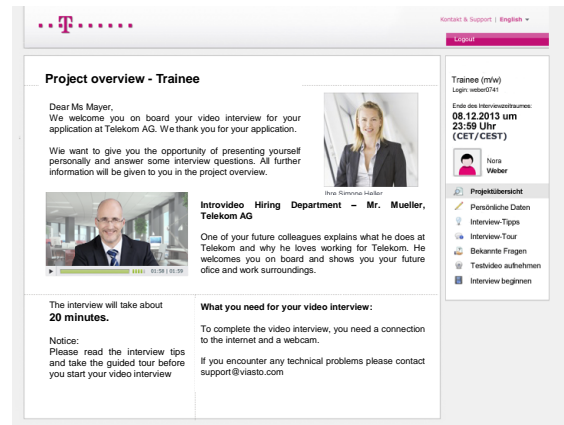 Kontakt & Support | English
Logout
Project overview - Trainee
Dear Ms Mayer,
We welcome you on board your video interview for your
application at Telekom AG. We thank you for your application.
Wie want to give you the opportunity of presenting yourself
personally and answer some interview questions. All further
information will be given to you in the project overview.
Ihre Simone Heller
Introvideo Hiring Department – Mr. Mueller,
Telekom AG
One of your future colleagues explains what he does at
Telekom and why he loves working for Telekom. He
welcomes you on board and shows you your future
ofice and work surroundings.
01:59 | 01:59
The interview will take about
20 minutes.
Notice:
Please read the interview tips
and take the guided tour before
you start your video interview
What you need for your video interview:
To complete the video interview, you need a connection
to the internet and a webcam.
If you encounter any technical problems please contact
support@viasto.com
Trainee (m/w)
Login: weber0741
Ende des Interviewzeitraumes:
08.12.2013 um
23:59 Uhr
(CET/CEST)
Nora
Weber
Projektübersicht
Persönliche Daten
Interview-Tipps
Interview-Tour
Bekannte Fragen
Testvideo aufnehmen
Interview beginnen